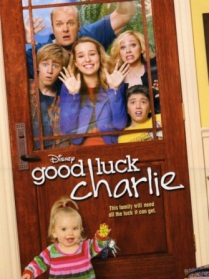 Disney
good luck
charlie
This family will need
all the luck it can get.